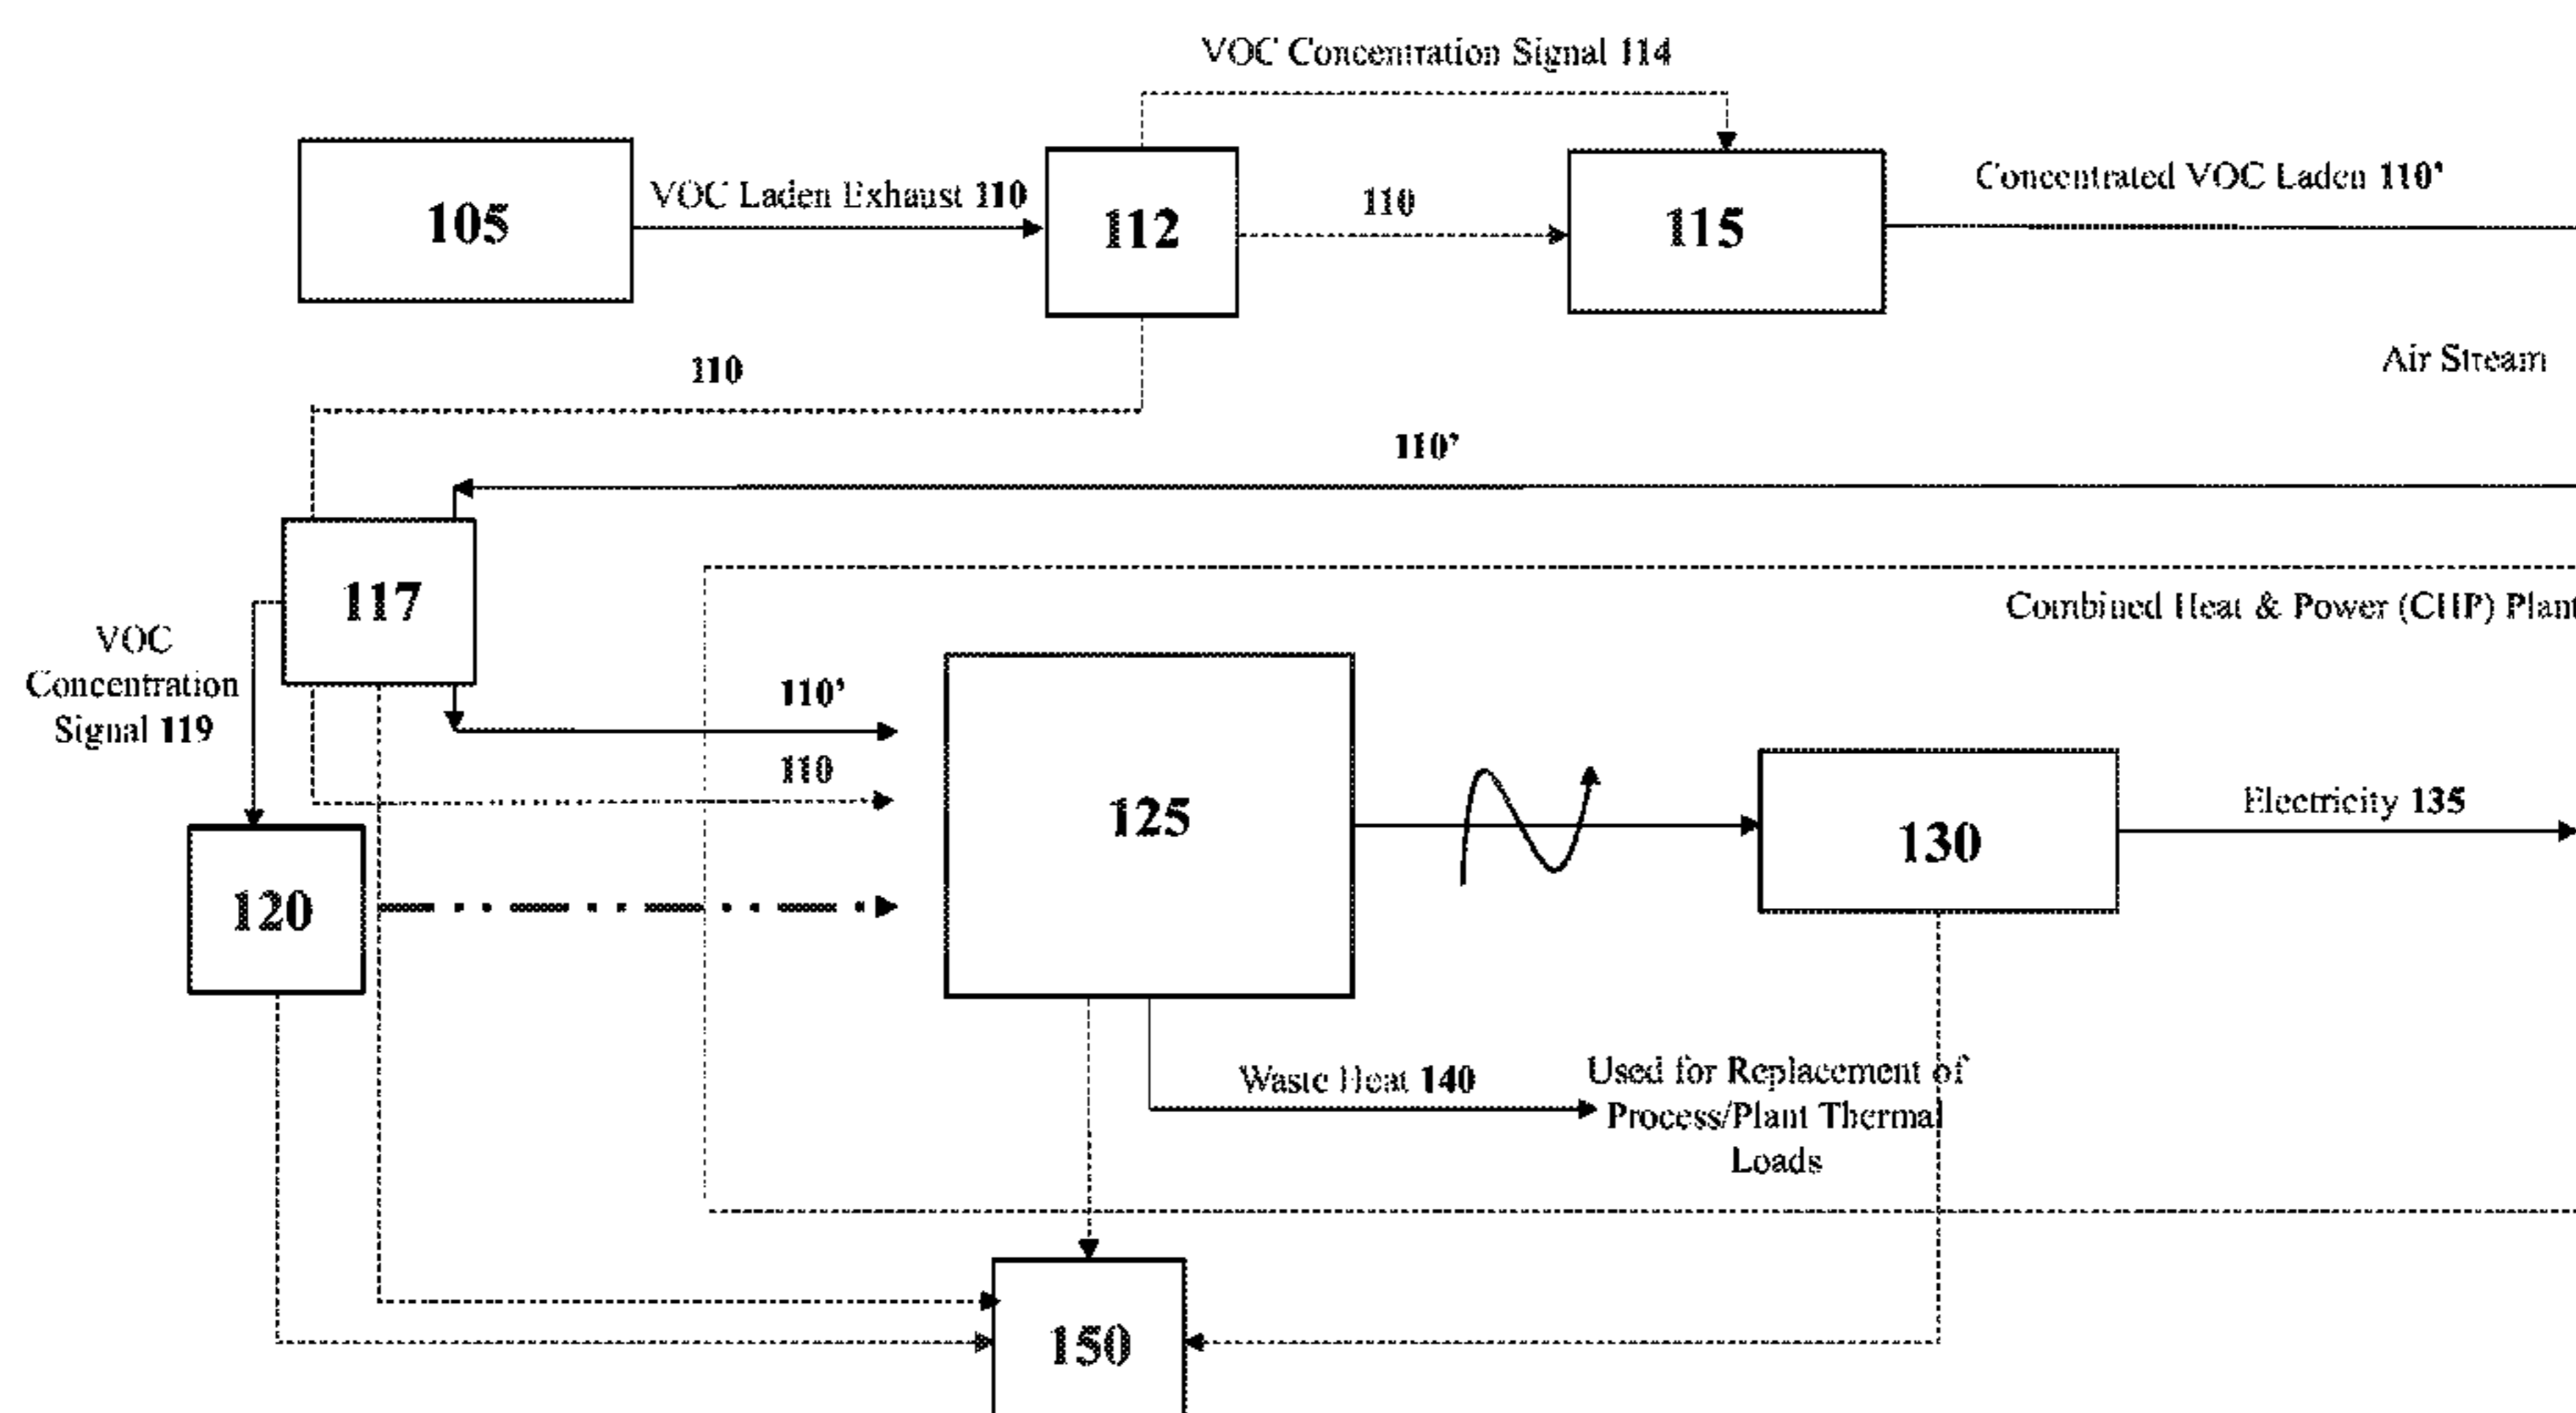 VOC Concentration Signal 114
105
VOC Laden Exhaust 110
112
110
115
Concentrated VOC Laden 110'
Air Stream
110
110'
117
Combined Heat & Power (CHP) Plant
VOC
Concentration
Signal 119
110'
110
125
130
Electricity 135
120
Waste Heat 140
Used for Replacement of
Process/Plant Thermal
Loads
150